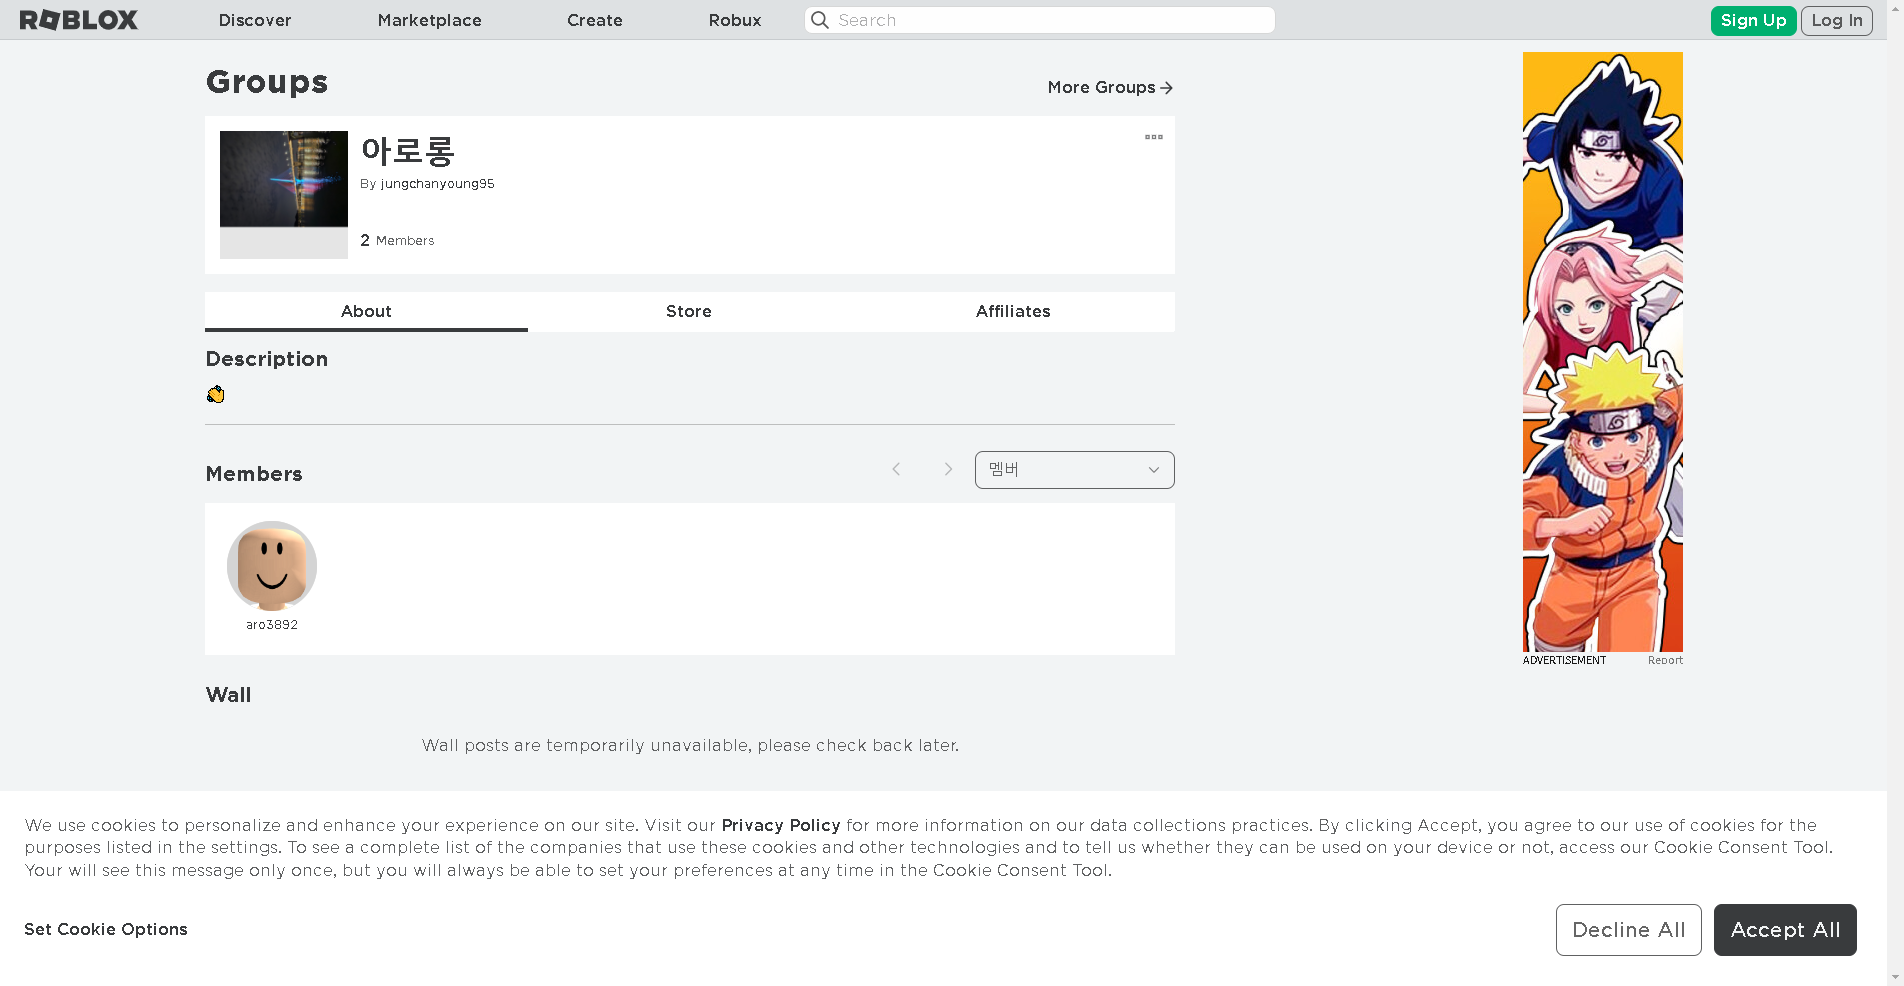 ROBLOX Discover Marketplace Create Robux Search Sign Up Log In
Groups
More Groups
아로롱
By jungchanyoung95
2 Members
About Store Affiliates
Description
Members
멤버
aro3892
Wall
Wall posts are temporarily unavailable, please check back later.
ADVERTISEMENT Report
We use cookies to personalize and enhance your experience on our site. Visit our Privacy Policy for more information on our data collections practices. By clicking Accept, you agree to our use of cookies for the
purposes listed in the settings. To see a complete list of the companies that use these cookies and other technologies and to tell us whether they can be used on your device or not, access our Cookie Consent Tool.
Your will see this message only once, but you will always be able to set your preferences at any time in the Cookie Consent Tool.
Set Cookie Options
Decline All
Accept All